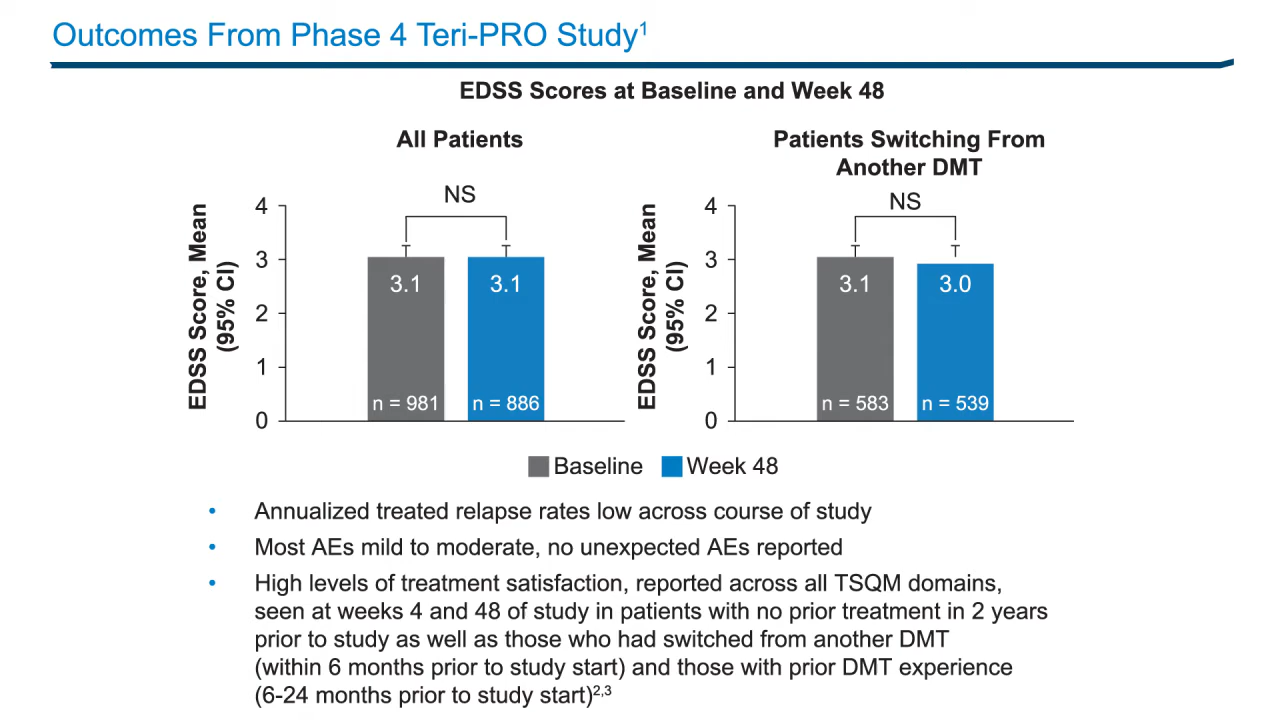 Outcomes From Phase 4 Teri-PRO Study¹
EDSS Scores at Baseline and Week 48
All Patients
EDSS Score, Mean
(95% CI)
4
3
2
1
0
NS
3.1
3.1
n = 981
n = 886
Patients Switching From
Another DMT
EDSS Score, Mean
(95% CI)
4
3
2
1
0
NS
3.1
3.0
n = 583
n = 539
Baseline
Week 48
• Annualized treated relapse rates low across course of study
• Most AEs mild to moderate, no unexpected AEs reported
• High levels of treatment satisfaction, reported across all TSQM domains,
seen at weeks 4 and 48 of study in patients with no prior treatment in 2 years
prior to study as well as those who had switched from another DMT
(within 6 months prior to study start) and those with prior DMT experience
(6-24 months prior to study start)²,³